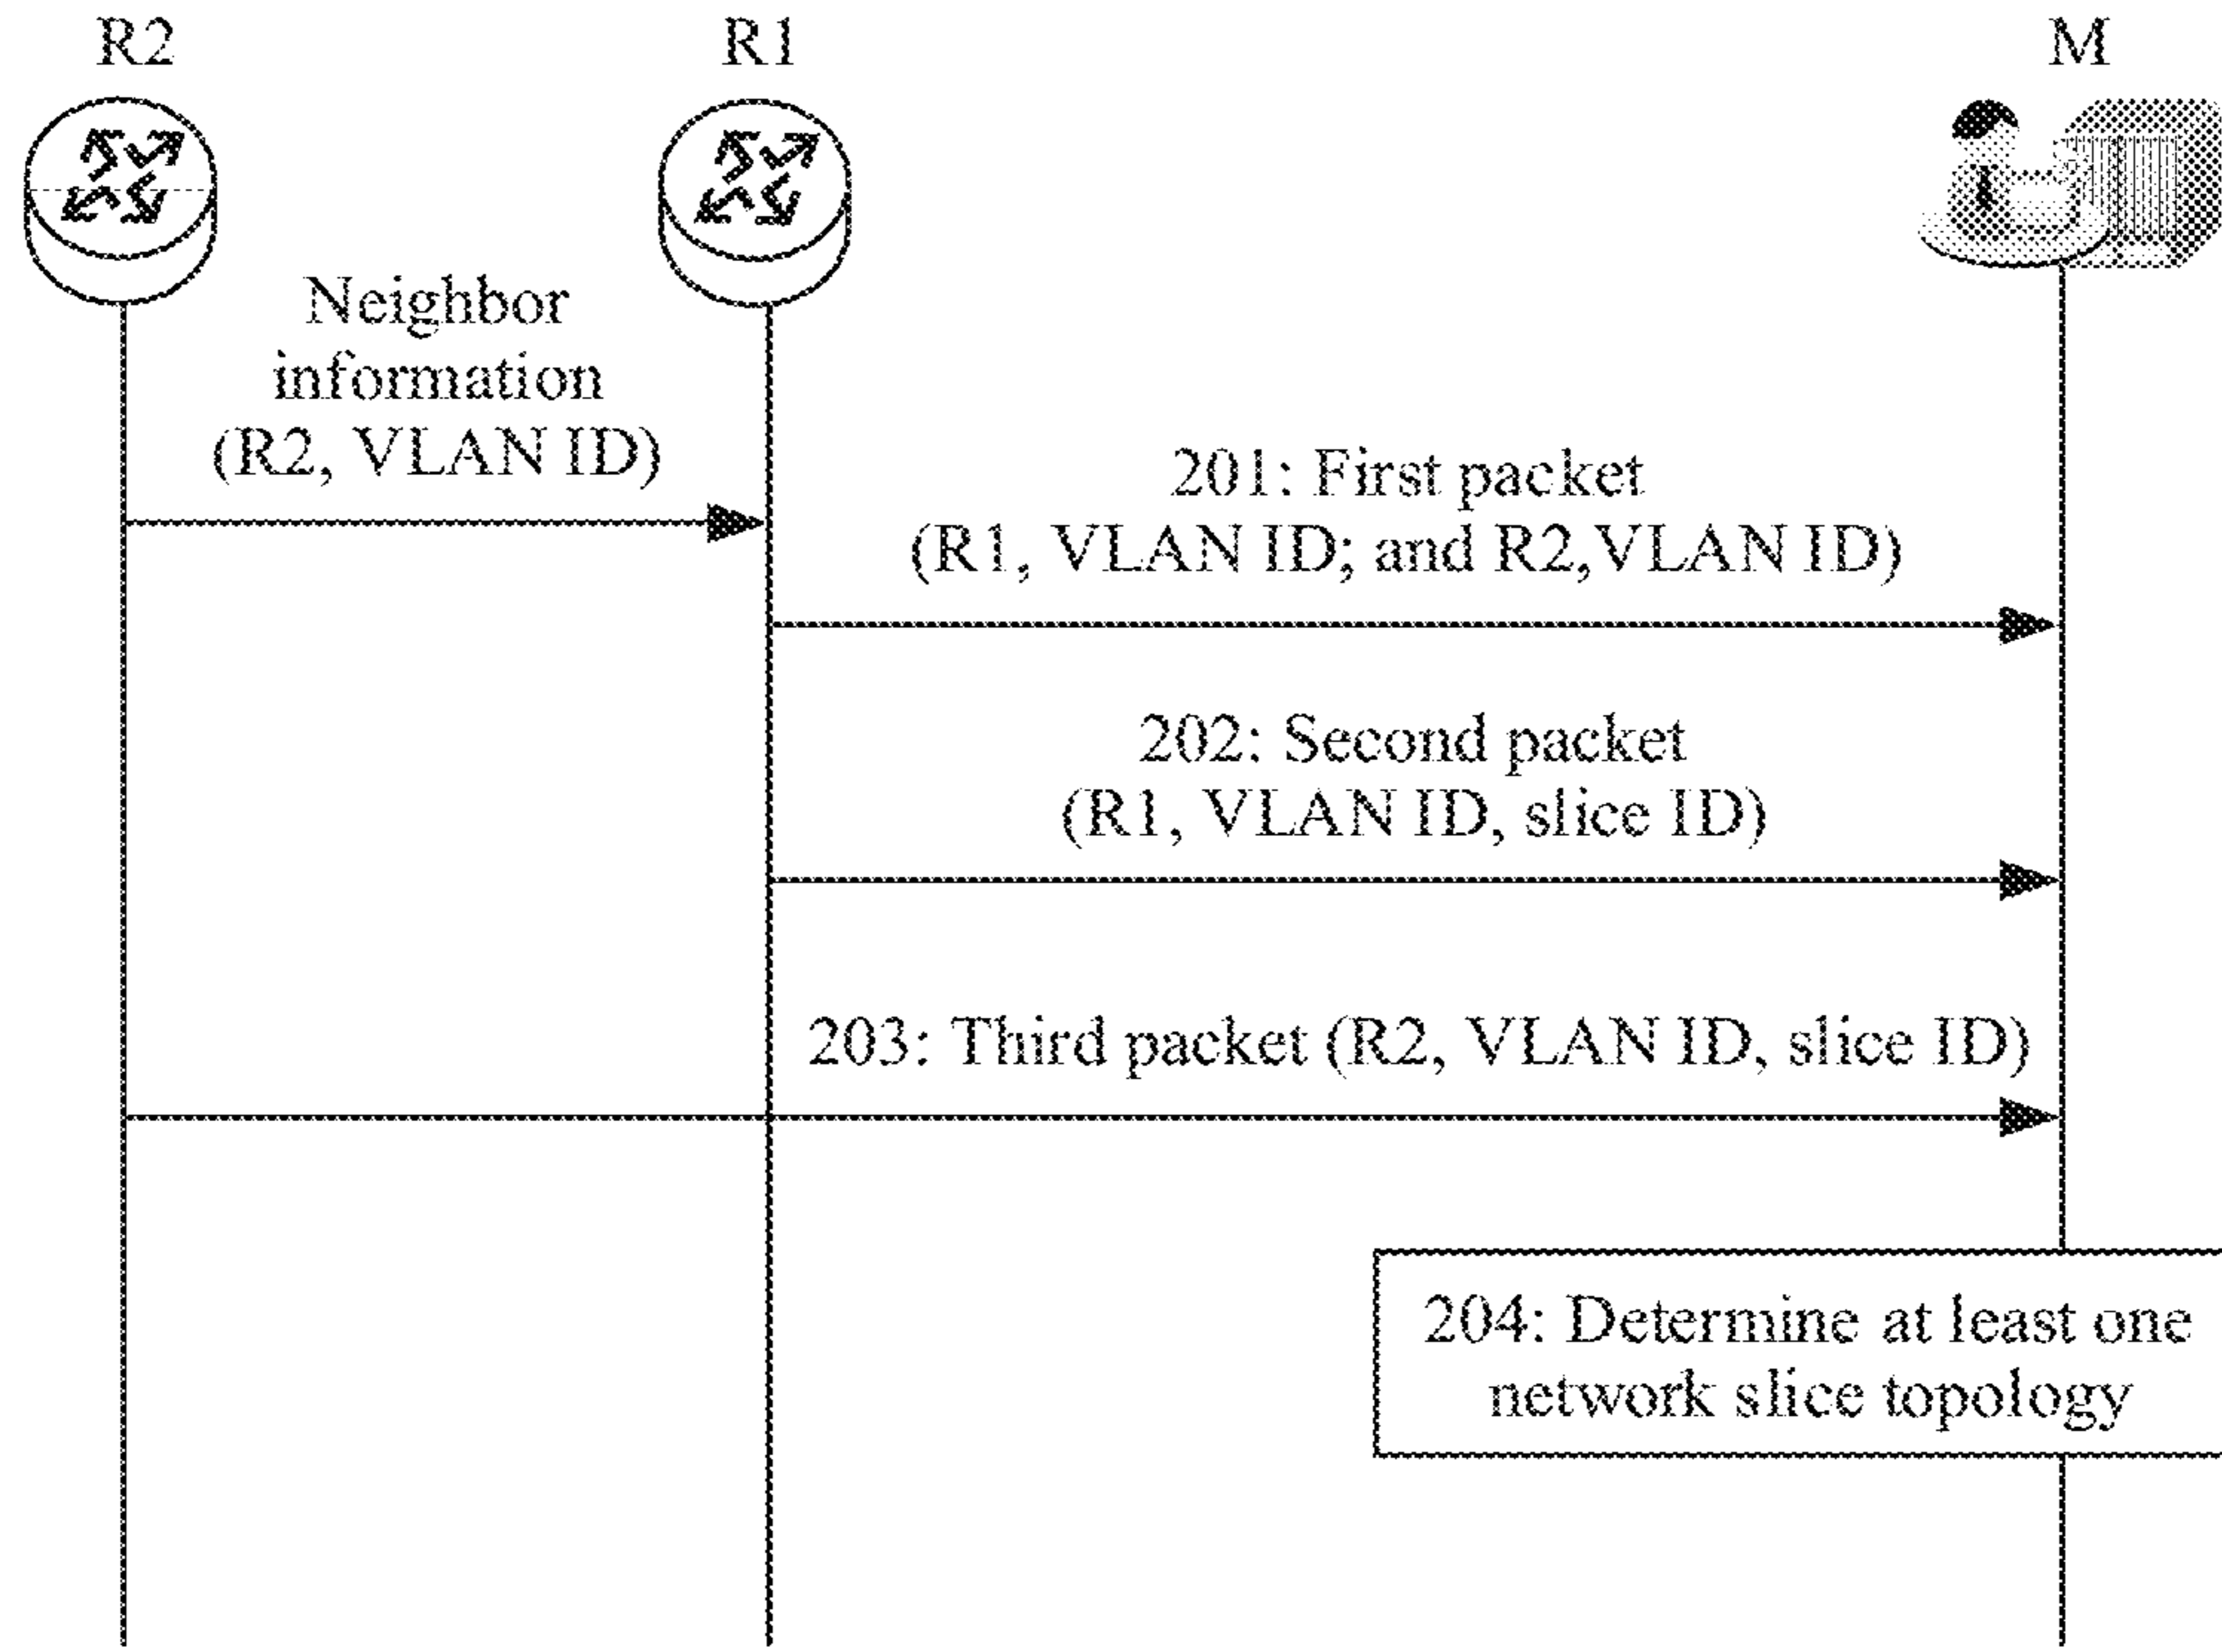 R2
R1
M
Neighbor
information
(R2, VLAN ID)
201: First packet
(R1, VLAN ID; and R2,VLAN ID)
202: Second packet
(R1, VLAN ID, slice ID)
203: Third packet (R2, VLAN ID, slice ID)
204: Determine at least one
network slice topology